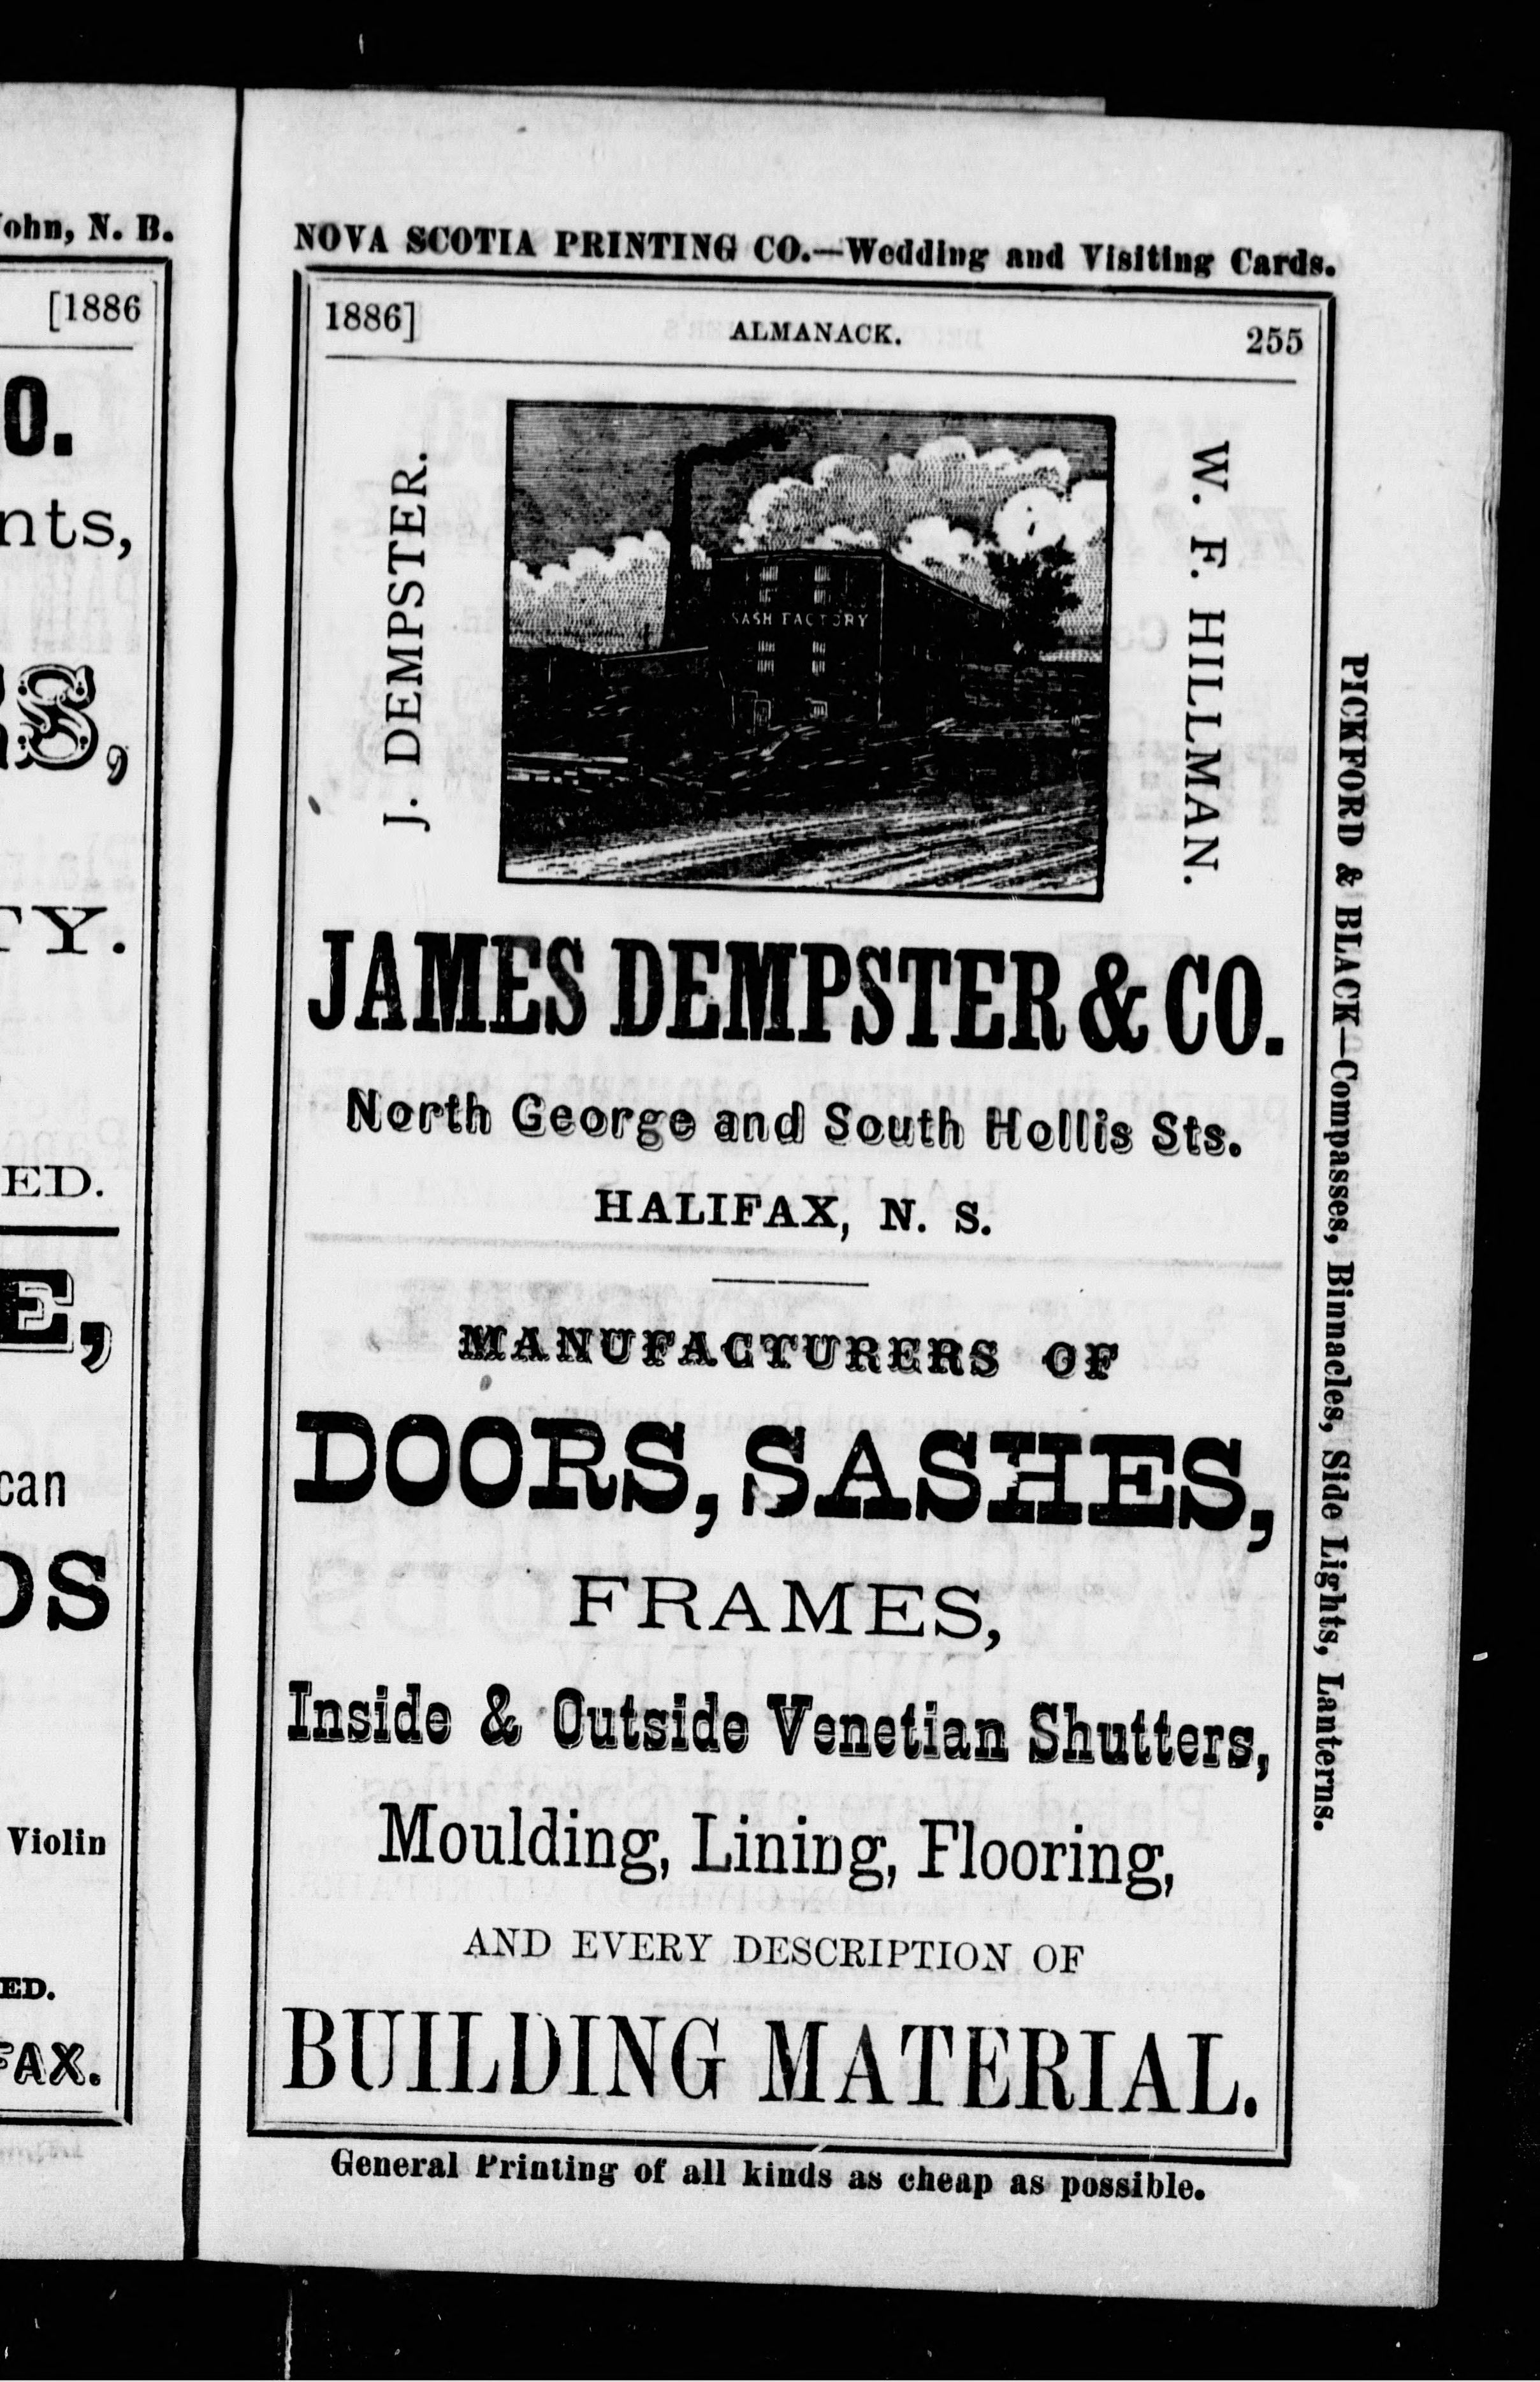 ohn, N. B.
[1886
O.
nts,
S,
TY.
ED.
E,
can
DS
Violin
ED.
FAX.
NOVA SCOTIA PRINTING CO.—Wedding and Visiting Cards.
1886] ALMANACK. 255
J. DEMPSTER.
SASH FACTORY
W. F. HILLMAN.
JAMES DEMPSTER & CO.
North George and South Hollis Sts.
HALIFAX, N. S.
MANUFACTURERS OF
DOORS, SASHES,
FRAMES,
Inside & Outside Venetian Shutters,
Moulding, Lining, Flooring,
AND EVERY DESCRIPTION OF
BUILDING MATERIAL.
General Printing of all kinds as cheap as possible.
PICKFORD & BLACK—Compasses, Binnacles, Side Lights, Lanterns.